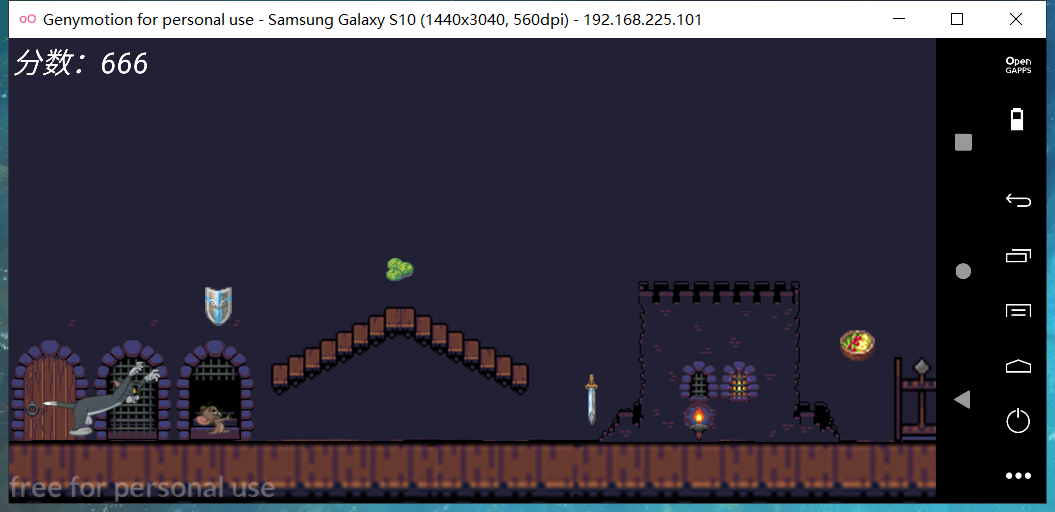 Genymotion for personal use - Samsung Galaxy S10 (1440x3040, 560dpi) - 192.168.225.101
分数：666
Open
GAPPS
free for personal use